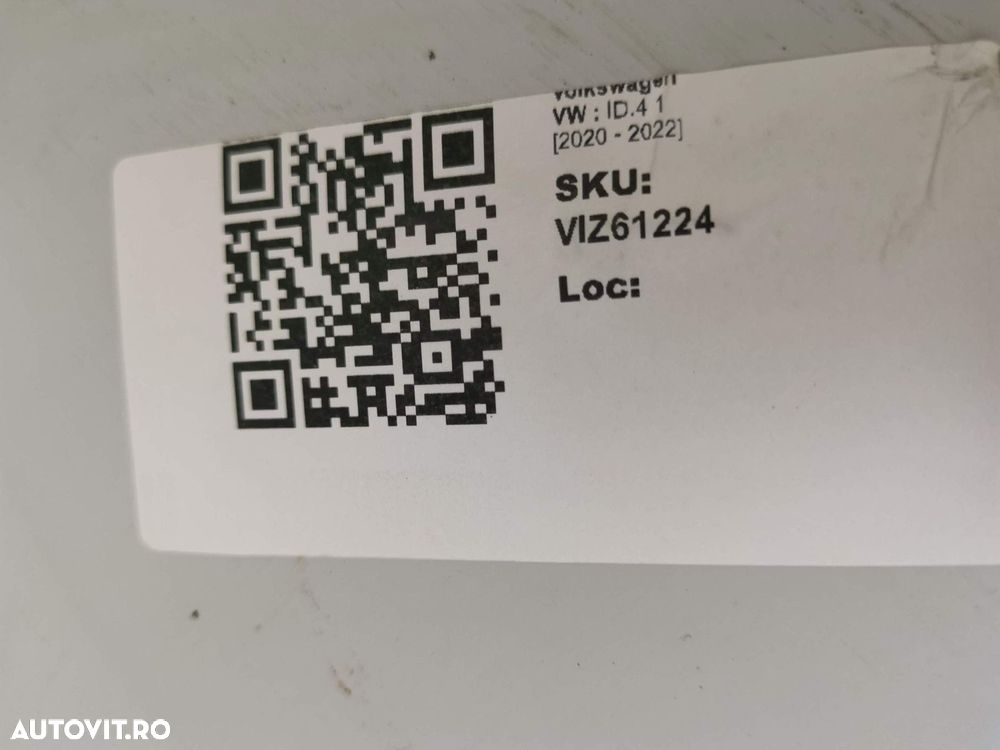 Volkswagen
VW : ID.4 1
[2020 - 2022]
SKU:
VIZ61224
Loc:
AUTOVIT.RO